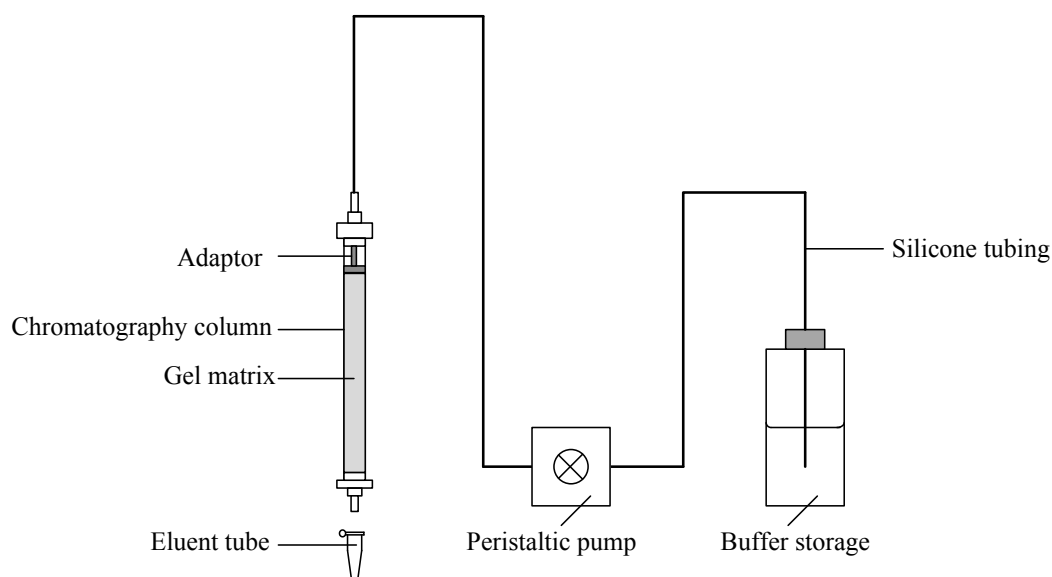 Adaptor
Silicone tubing
Chromatography column
Gel matrix
Eluent tube
Peristaltic pump
Buffer storage